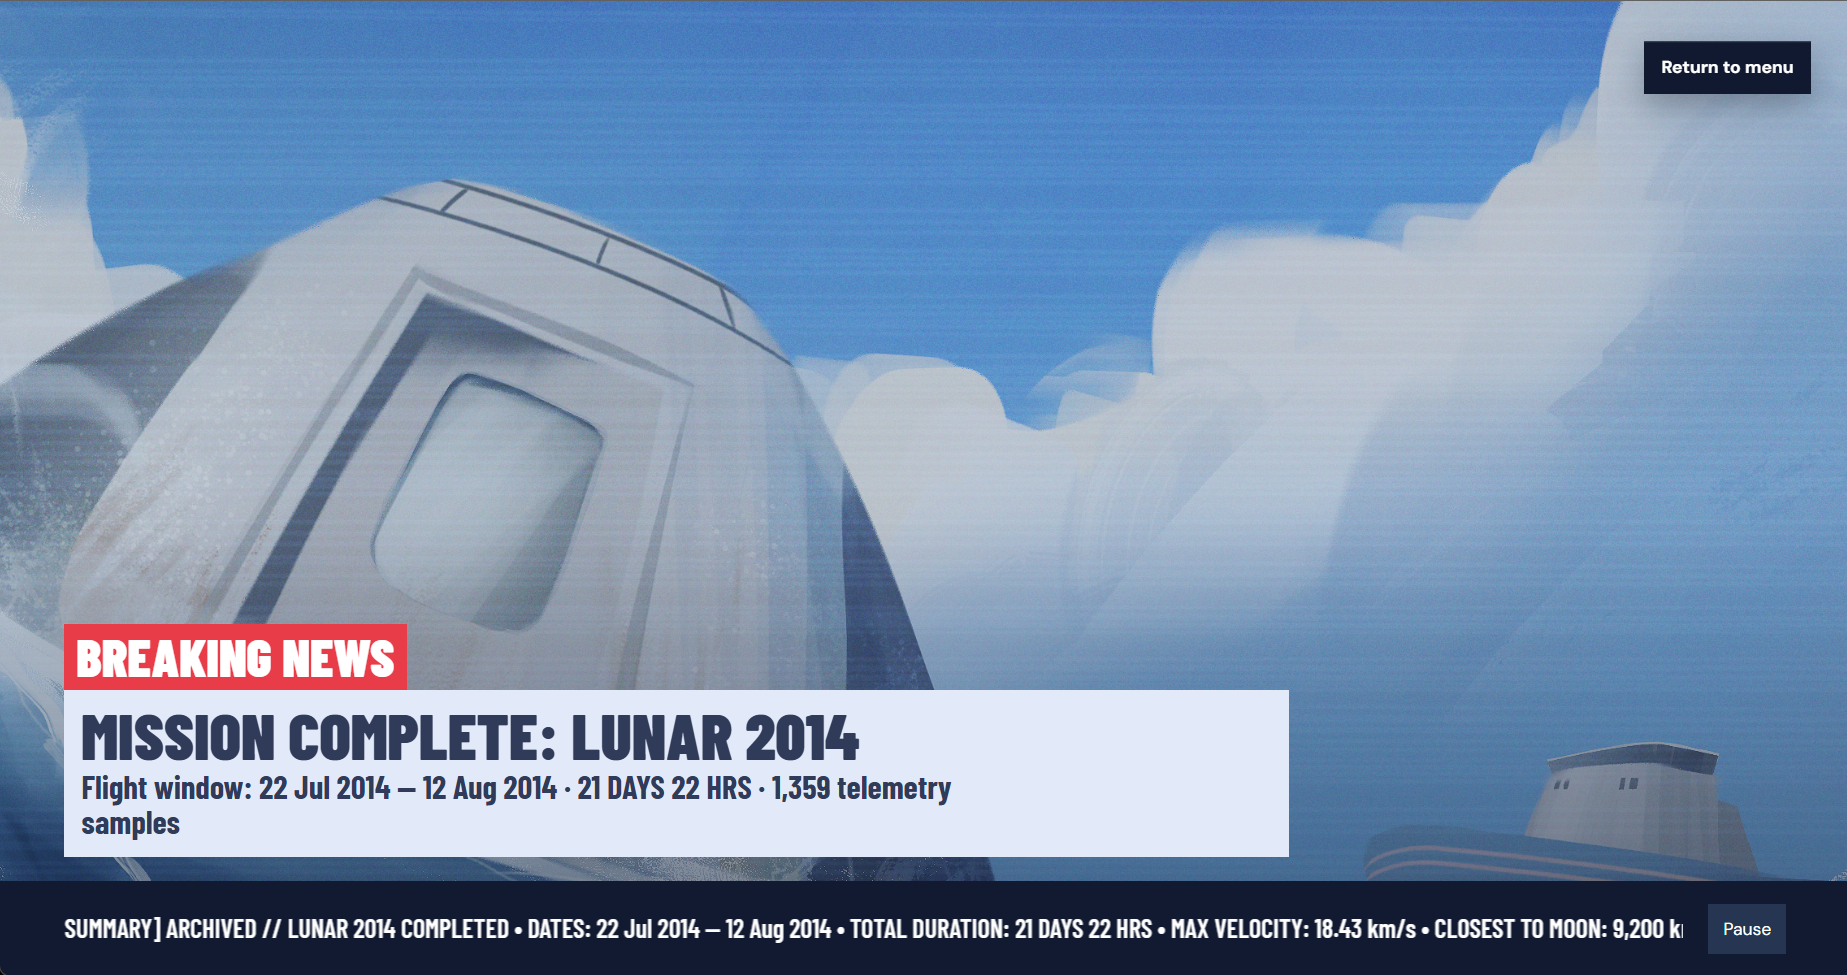 Return to menu
BREAKING NEWS
MISSION COMPLETE: LUNAR 2014
Flight window: 22 Jul 2014 – 12 Aug 2014 · 21 DAYS 22 HRS · 1,359 telemetry
samples
SUMMARY] ARCHIVED // LUNAR 2014 COMPLETED • DATES: 22 Jul 2014 – 12 Aug 2014 • TOTAL DURATION: 21 DAYS 22 HRS • MAX VELOCITY: 18.43 km/s • CLOSEST TO MOON: 9,200
Pause